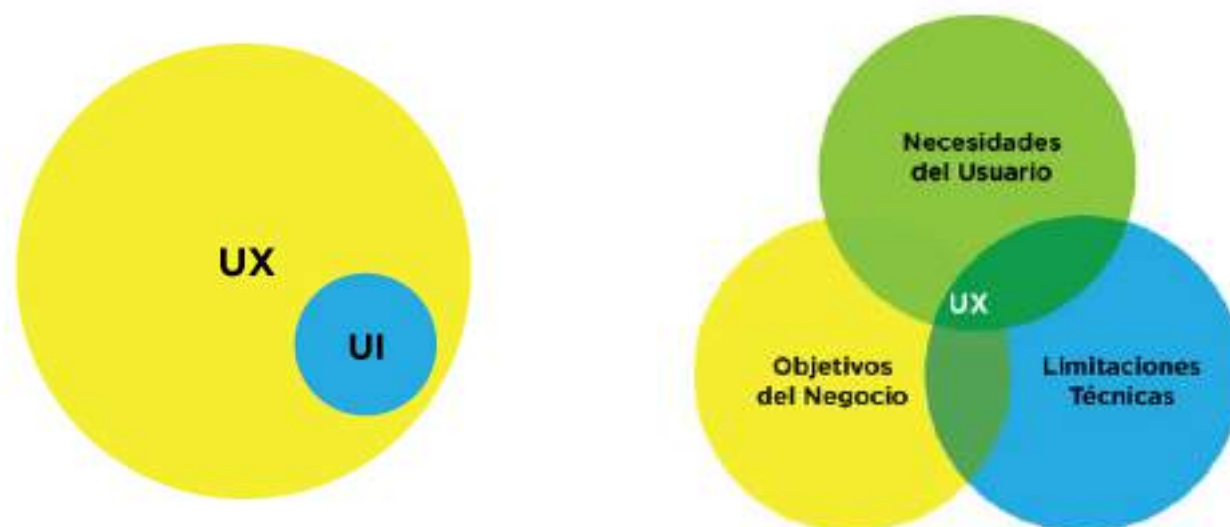 UX
UI
Necesidades
del Usuario
UX
Objetivos
del Negocio
Limitaciones
Técnicas